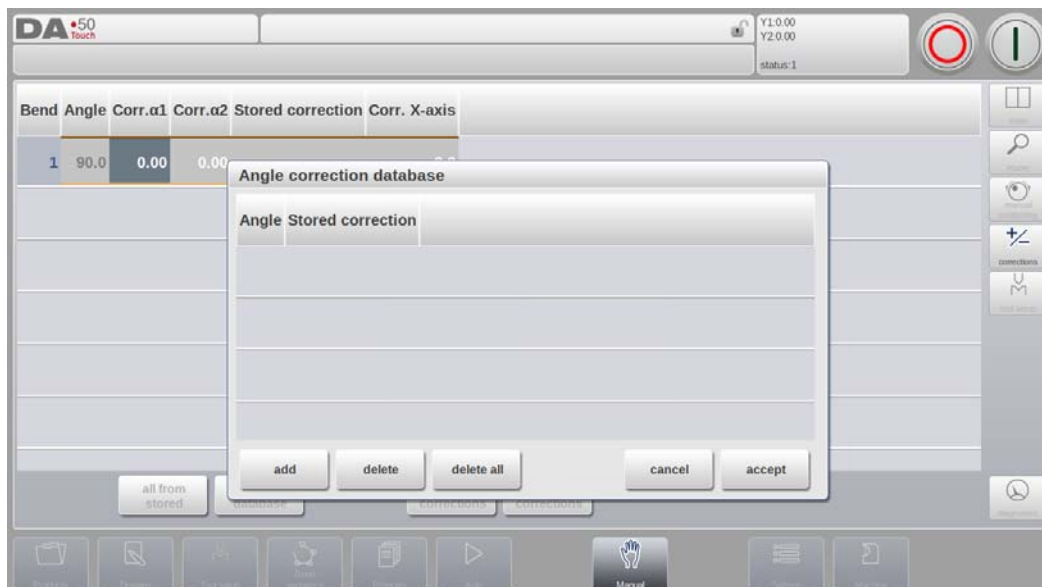 DA•50
Touch
Y1:0.00
Y2:0.00
status:1
Bend Angle Corr.α1 Corr.α2 Stored correction Corr. X-axis
1 90.0 0.00 0.00
Angle correction database
Angle Stored correction
corrections
add delete delete all cancel accept
all from
stored
database
corrections corrections
Manual